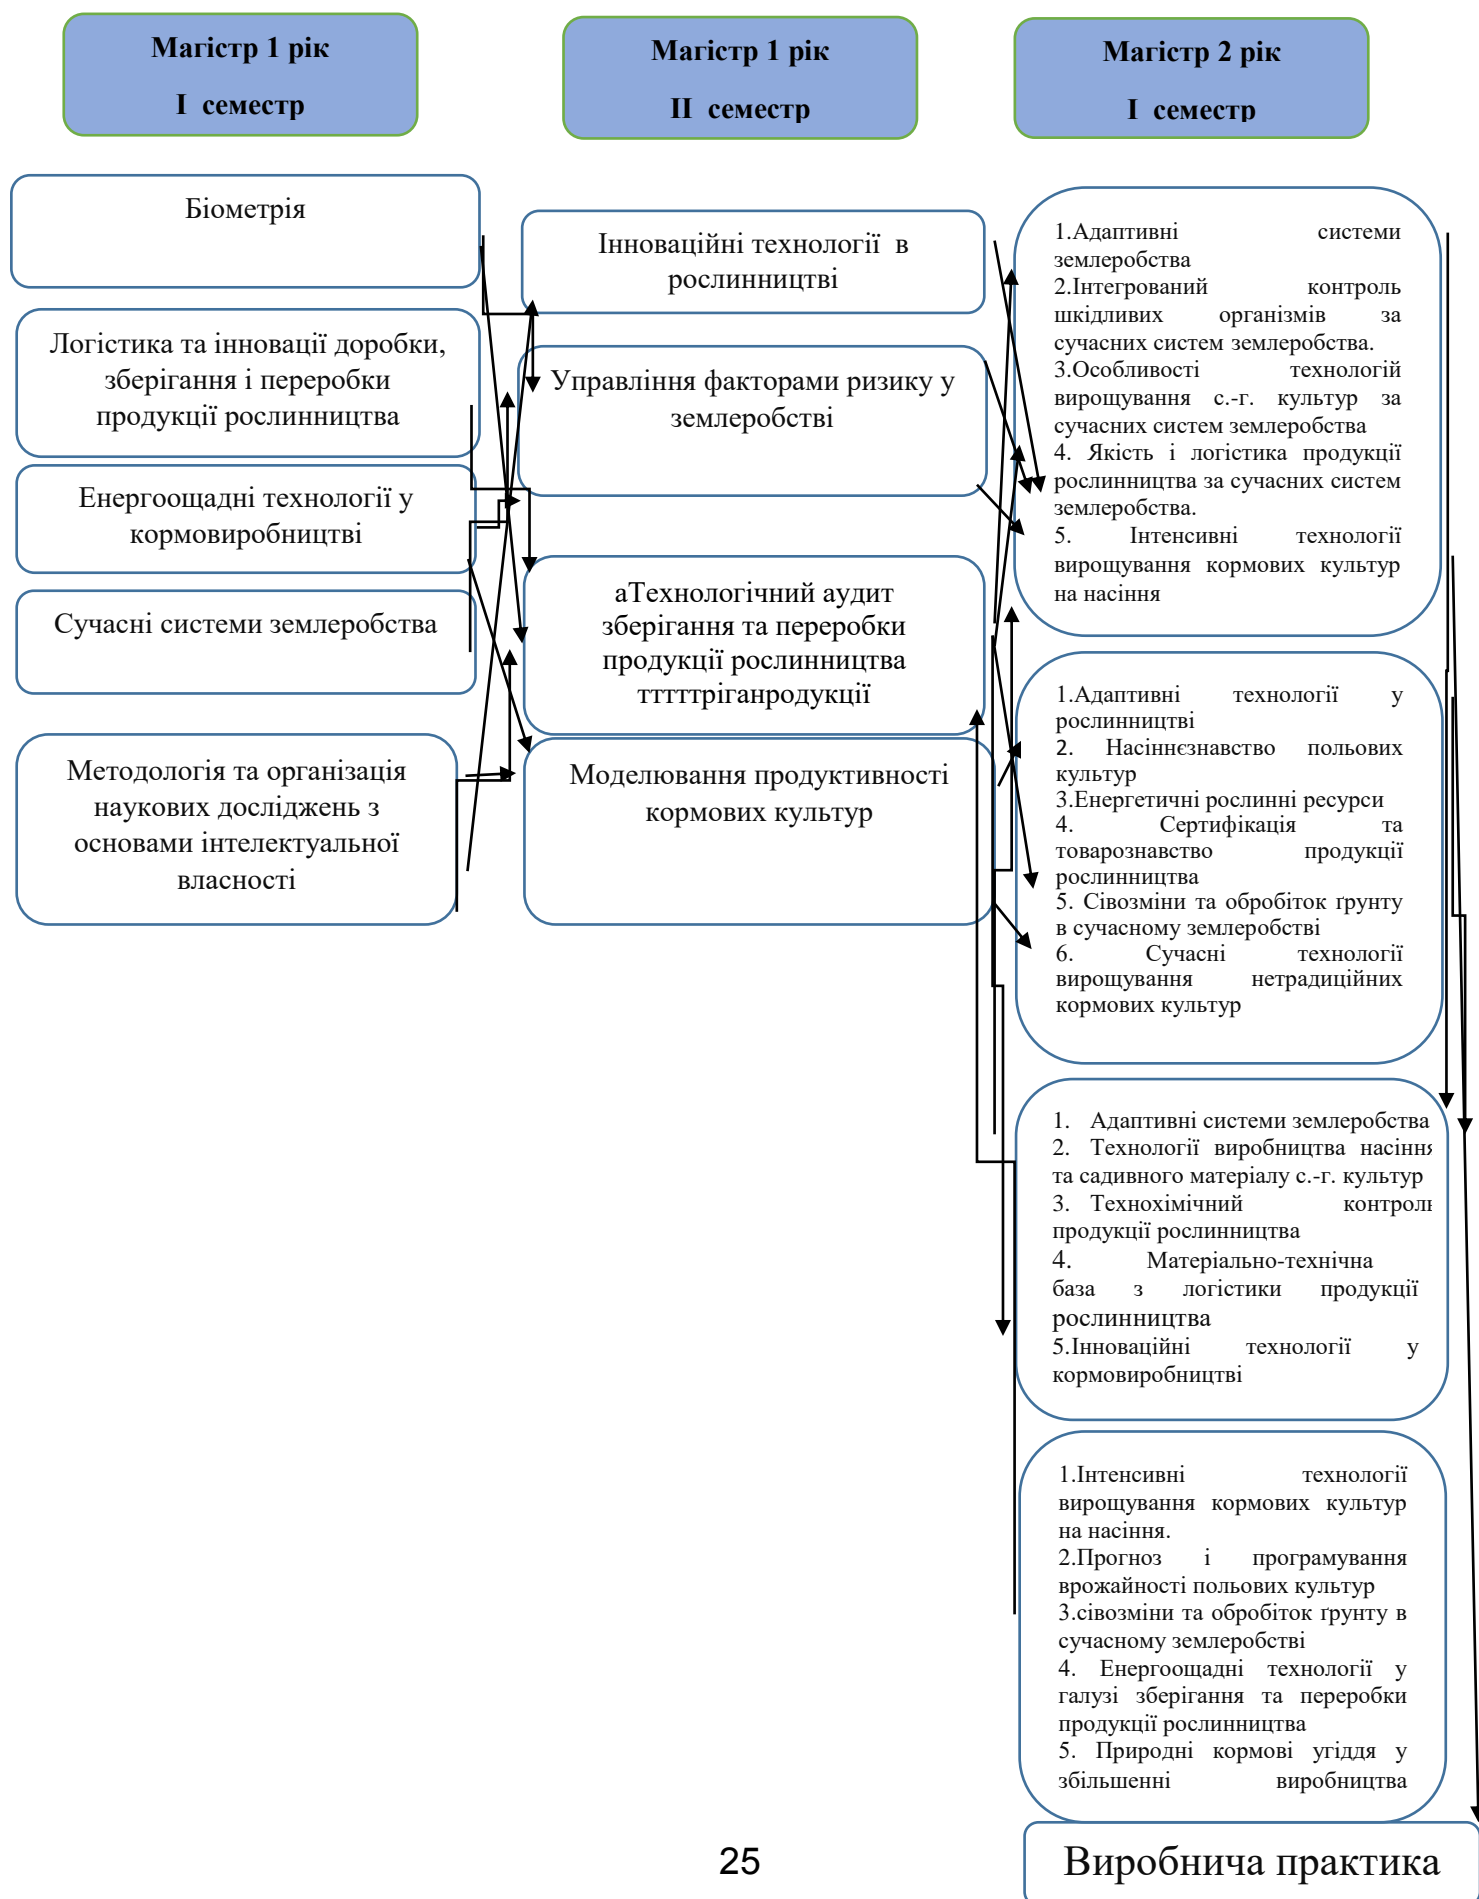 Магістр 1 рік
І семестр
Магістр 1 рік
ІІ семестр
Магістр 2 рік
І семестр
Біометрія
Логістика та інновації доробки,
зберігання і переробки
продукції рослинництва
Енергоощадні технології у
кормовиробництві
Сучасні системи землеробства
Методологія та організація
наукових досліджень з
основами інтелектуальної
власності
Інноваційні технології в
рослинництві
Управління факторами ризику у
землеробстві
аТехнологічний аудит
зберігання та переробки
продукції рослинництва
тттттріганпродукції
Моделювання продуктивності
кормових культур
1.Адаптивні системи
землеробства
2.Інтегрований контроль
шкідливих організмів за
сучасних систем землеробства.
3.Особливості технологій
вирощування с.-г. культур за
сучасних систем землеробства
4. Якість і логістика продукції
рослинництва за сучасних систем
землеробства.
5. Інтенсивні технології
вирощування кормових культур
на насіння
1.Адаптивні технології у
рослинництві
2. Насіннєзнавство польових
культур
3.Енергетичні рослинні ресурси
4. Сертифікація та
товарознавство продукції
рослинництва
5. Сівозміни та обробіток ґрунту
в сучасному землеробстві
6. Сучасні технології
вирощування нетрадиційних
кормових культур
1. Адаптивні системи землеробства
2. Технології виробництва насіння
та садивного матеріалу с.-г. культур
3. Технохімічний контроль
продукції рослинництва
4. Матеріально-технічна
база з логістики продукції
рослинництва
5.Інноваційні технології у
кормовиробництві
1.Інтенсивні технології
вирощування кормових культур
на насіння.
2.Прогноз і програмування
врожайності польових культур
3.сівозміни та обробіток ґрунту в
сучасному землеробстві
4. Енергоощадні технології у
галузі зберігання та переробки
продукції рослинництва
5. Природні кормові угіддя у
збільшенні виробництва
Виробнича практика
25